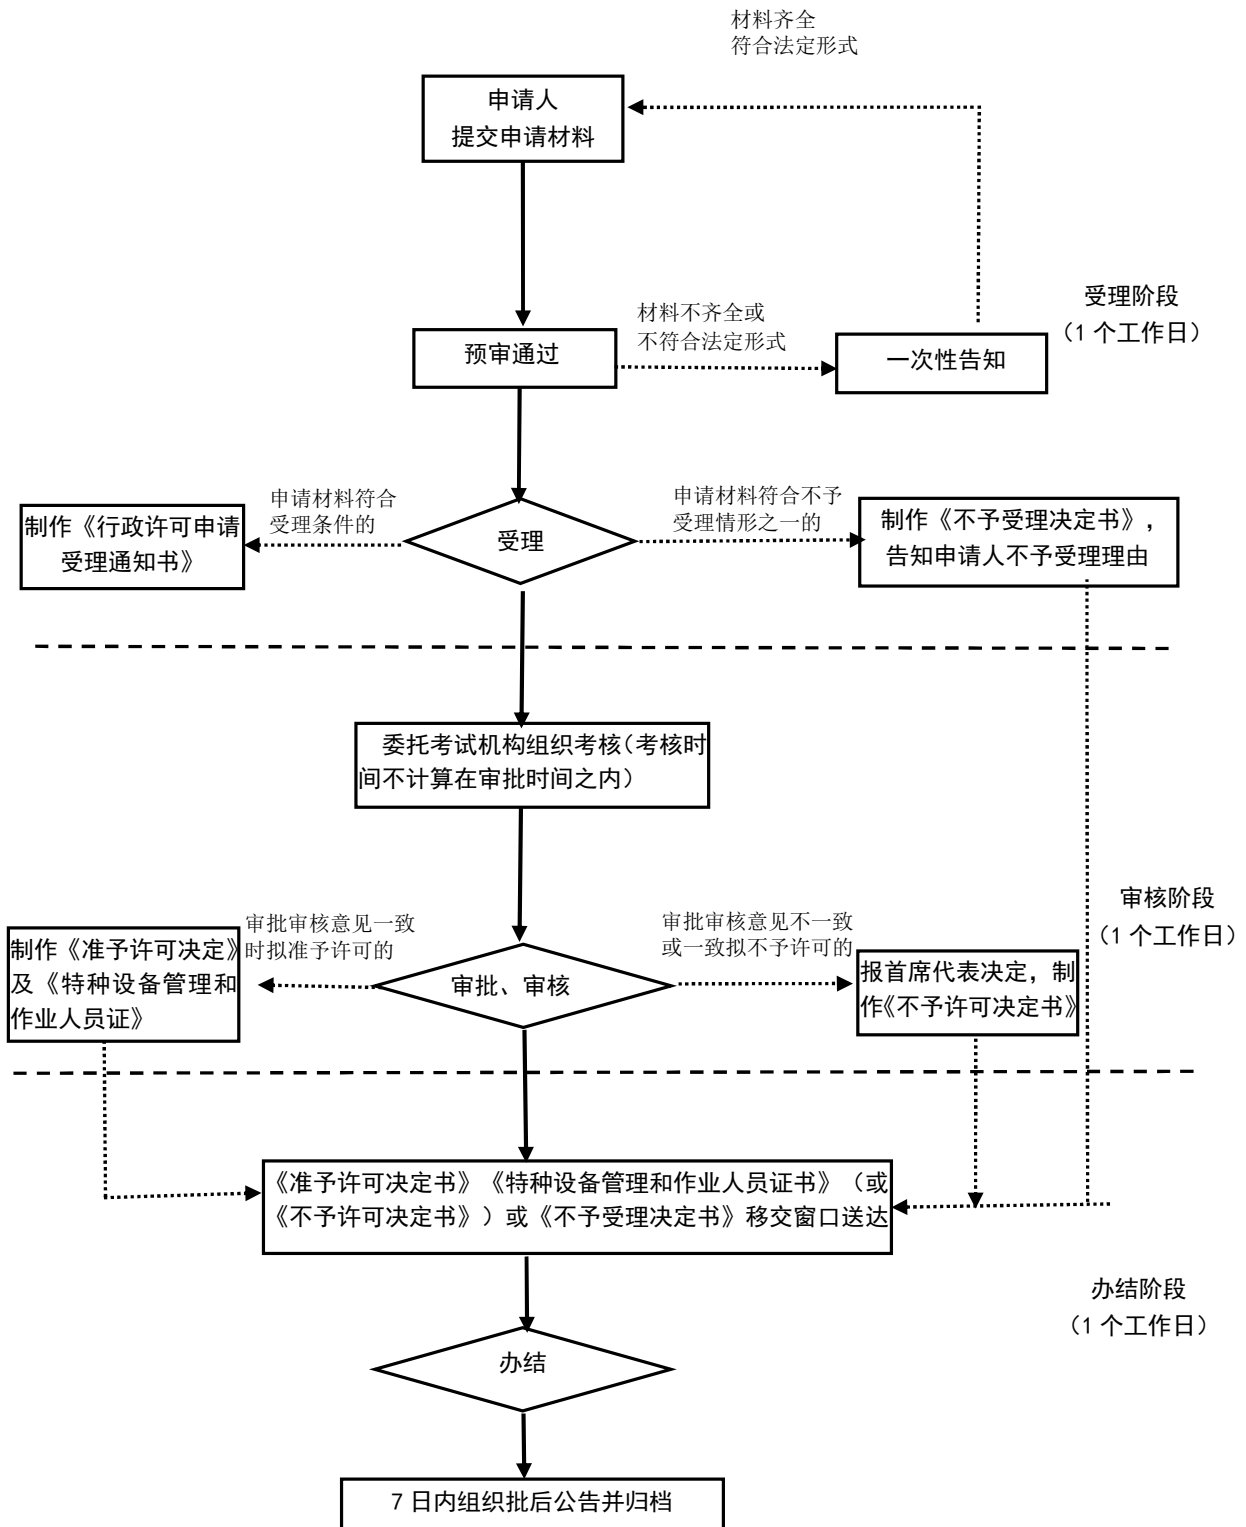 材料齐全
符合法定形式
申请人
提交申请材料
材料不齐全或
不符合法定形式
受理阶段
（1 个工作日）
预审通过
一次性告知
申请材料符合
受理条件的
申请材料符合不予
受理情形之一的
制作《行政许可申请
受理通知书》
受理
制作《不予受理决定书》，
告知申请人不予受理理由
委托考试机构组织考核（考核时
间不计算在审批时间之内）
审批审核意见一致
时拟准予许可的
审批审核意见不一致
或一致拟不予许可的
审核阶段
（1 个工作日）
制作《准予许可决定》
及《特种设备管理和
作业人员证》
审批、审核
报首席代表决定，制
作《不予许可决定书》
《准予许可决定书》《特种设备管理和作业人员证书》（或
《不予许可决定书》）或《不予受理决定书》移交窗口送达
办结阶段
（1 个工作日）
办结
7 日内组织批后公告并归档